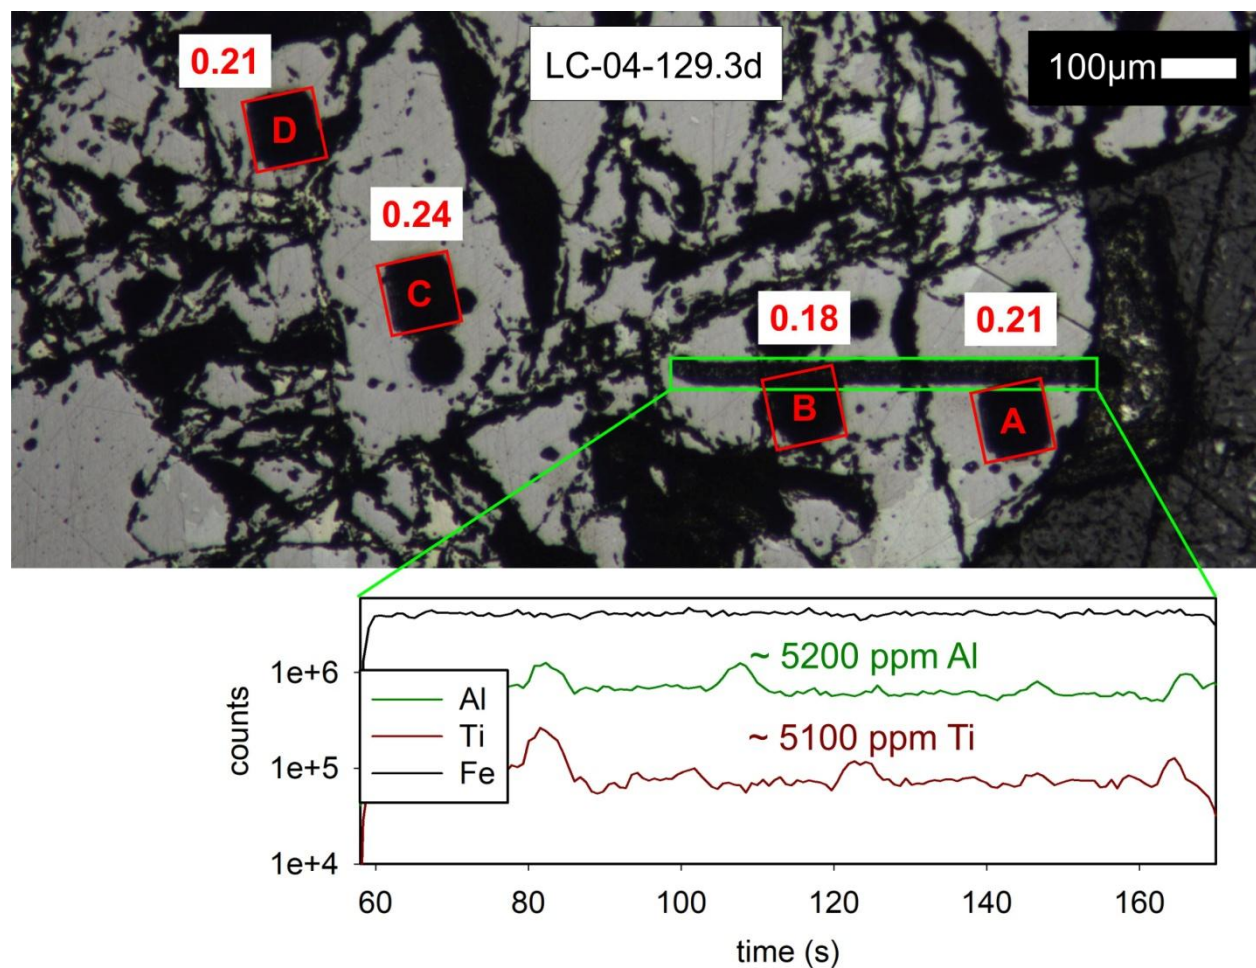 0.21
LC-04-129.3d
100µm
D
0.24
C
0.18
0.21
B
A
~ 5200 ppm Al
~ 5100 ppm Ti
Al
Ti
Fe
counts
1e+6
1e+5
1e+4
60 80 100 120 140 160
time (s)